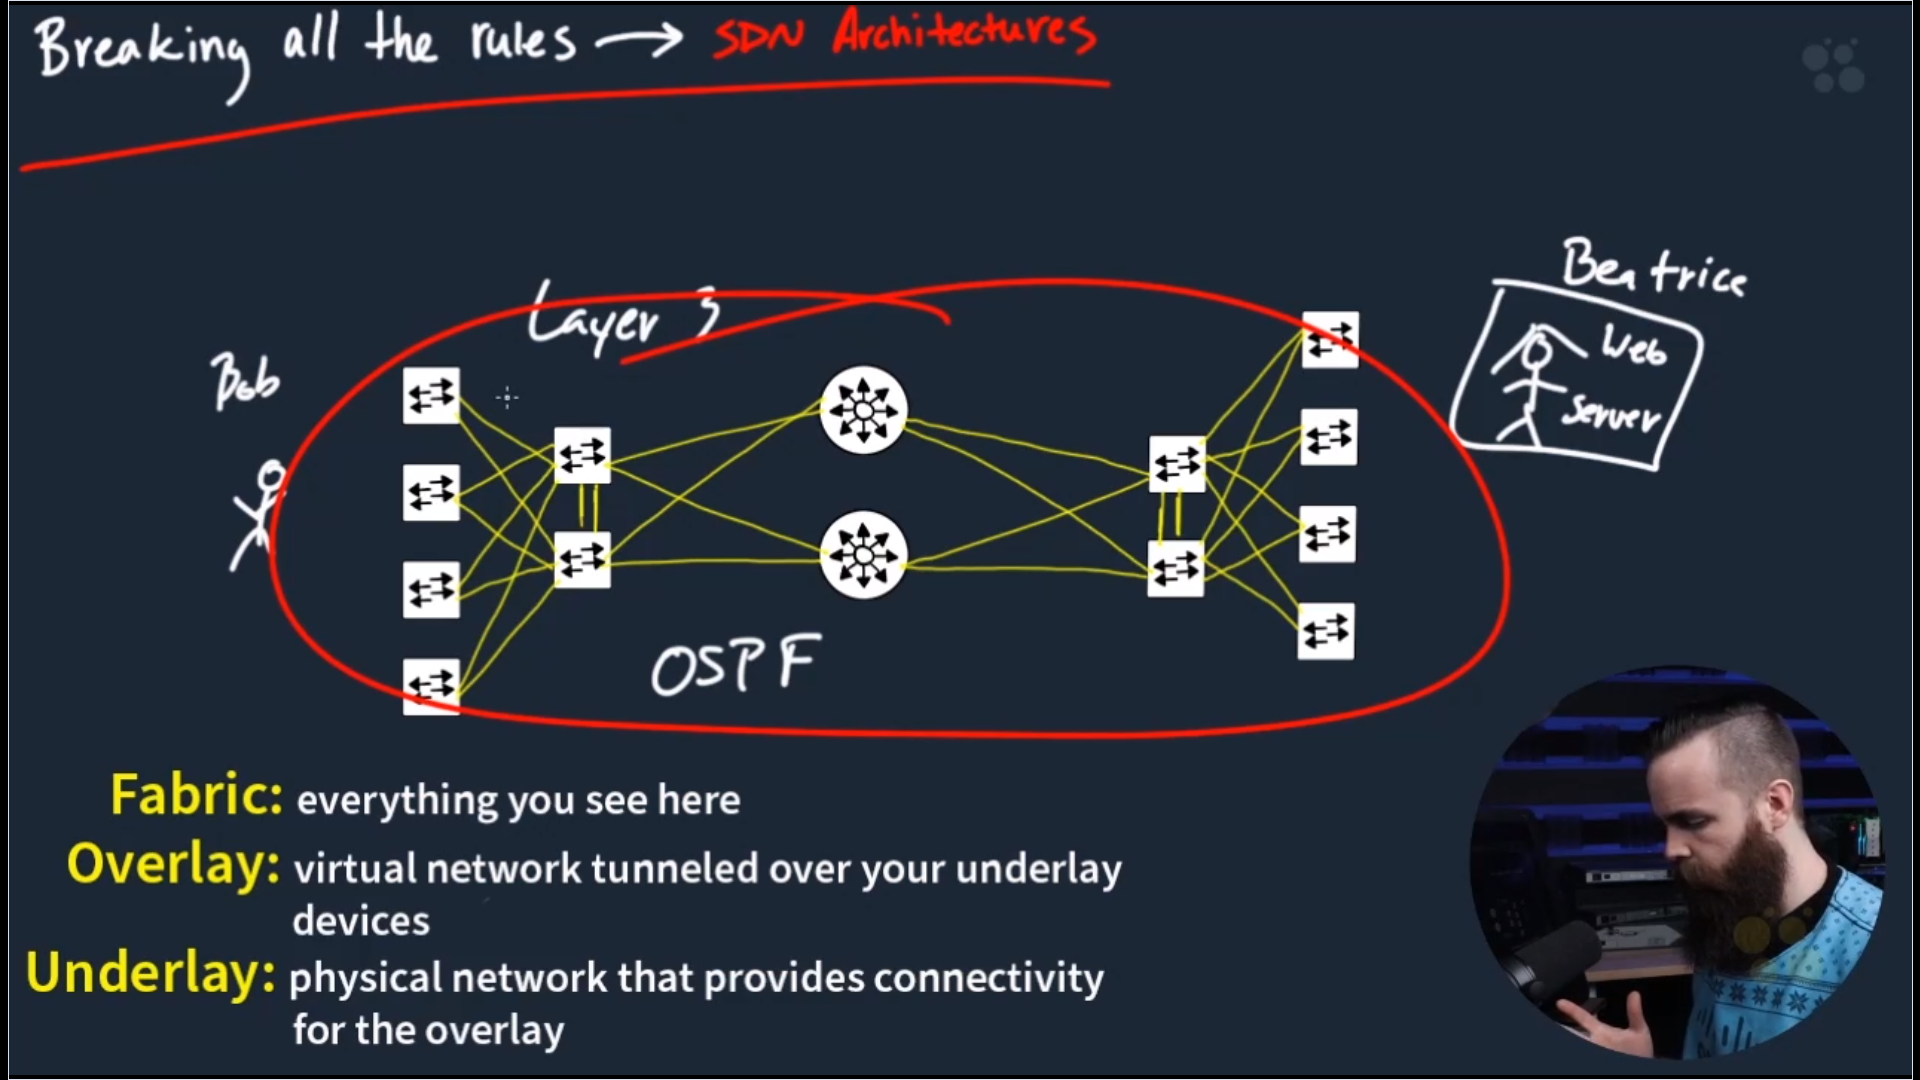 Breaking all the rules → SDN Architectures
Beatrice
Layer 3
Web
Bob
Server
OSPF
Fabric: everything you see here
Overlay: virtual network tunneled over your underlay
devices
Underlay: physical network that provides connectivity
for the overlay